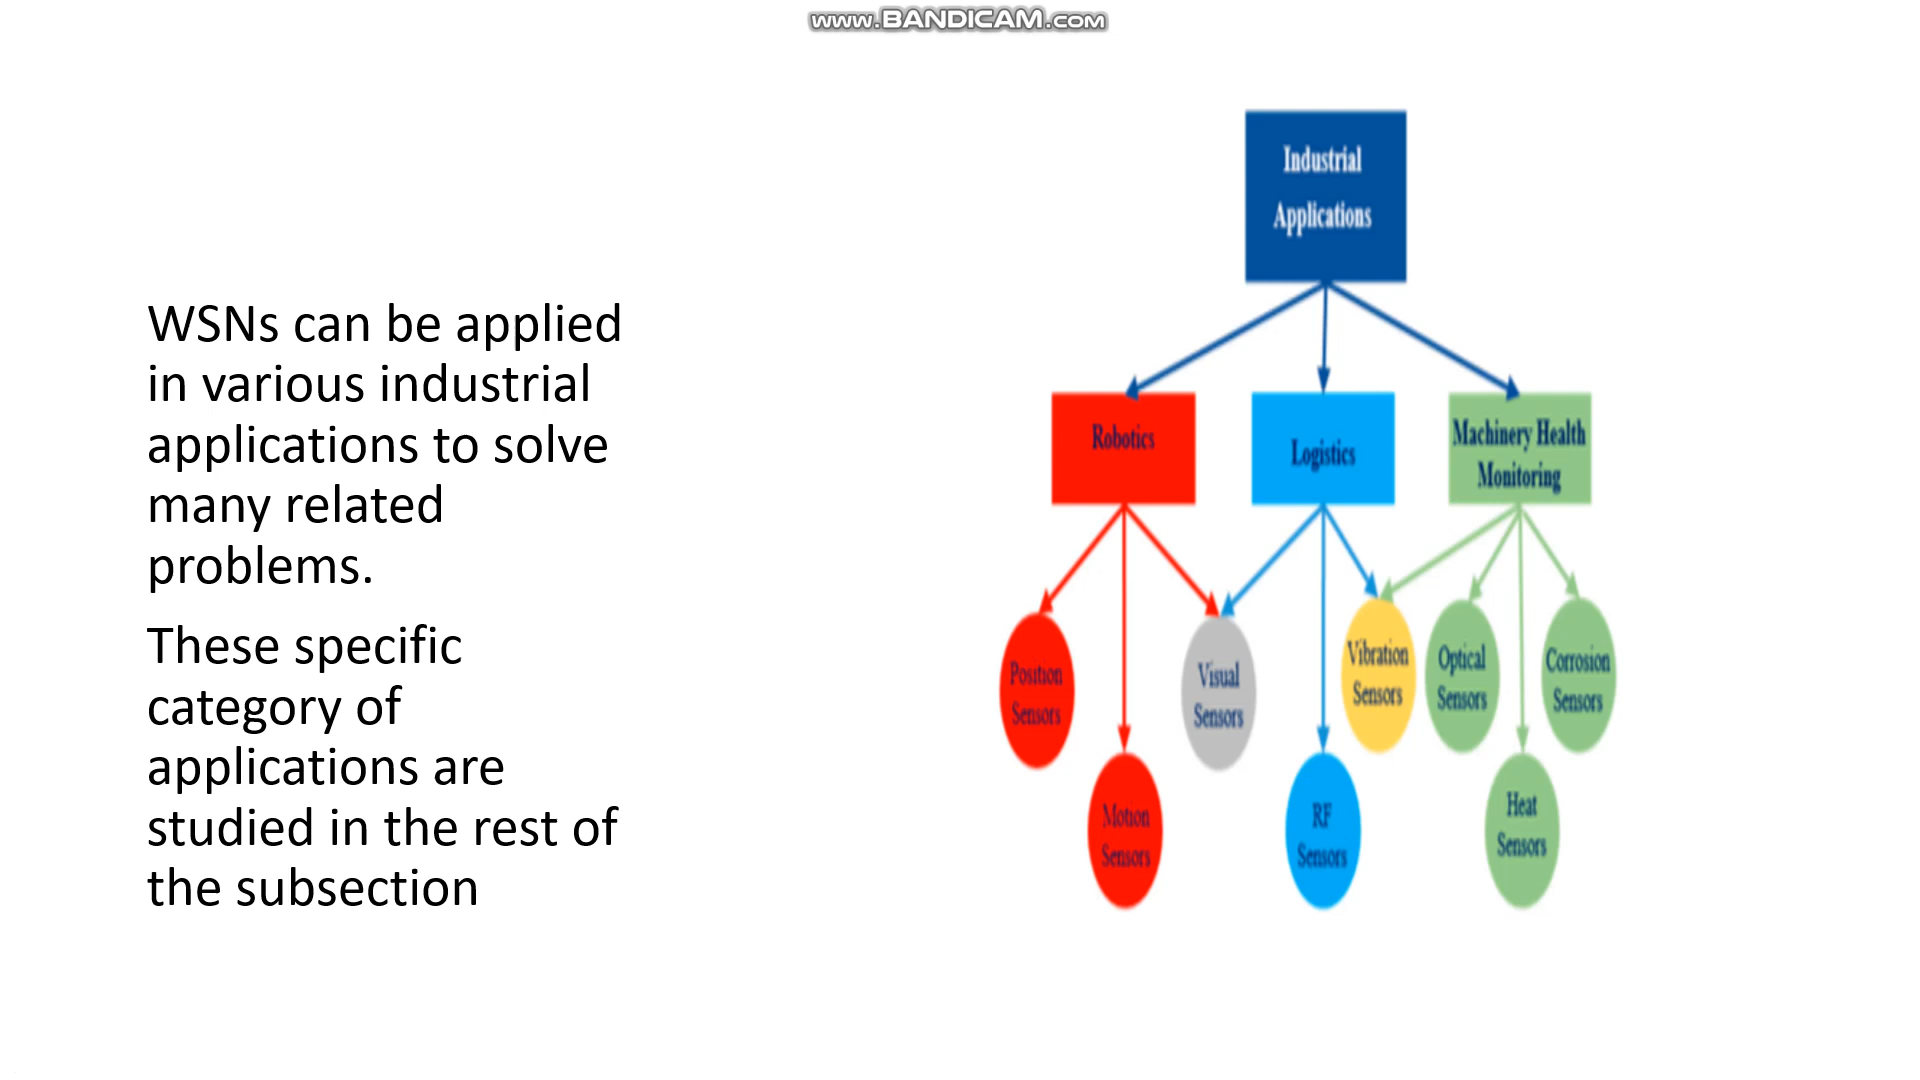 www.BANDICAM.com
WSNs can be applied
in various industrial
applications to solve
many related
problems.
These specific
category of
applications are
studied in the rest of
the subsection
Industrial
Applications
Robotics
Logistics
Machinery Health
Monitoring
Position
Sensors
Visual
Sensors
Vibration
Sensors
Optical
Sensors
Corrosion
Sensors
Motion
Sensors
RF
Sensors
Heat
Sensors